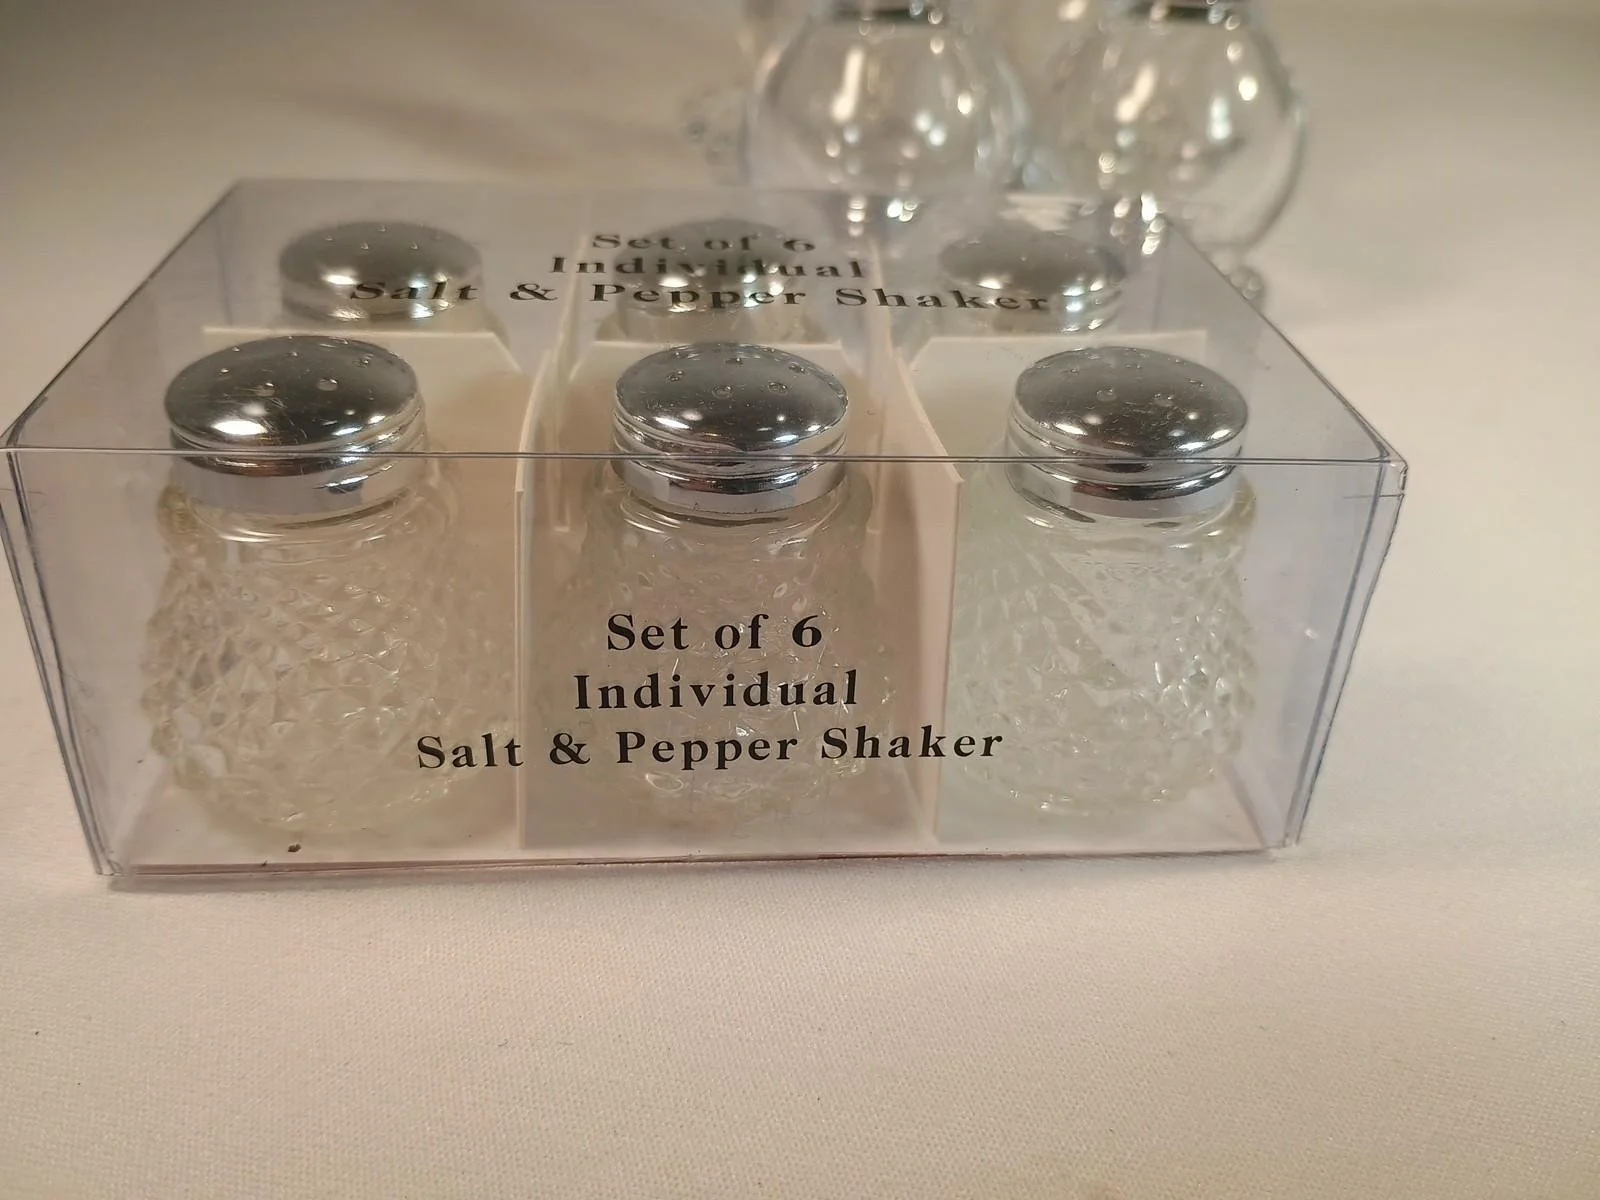 Set of 6
Individual
Salt & Pepper Shaker
Set of 6
Individual
Salt & Pepper Shaker